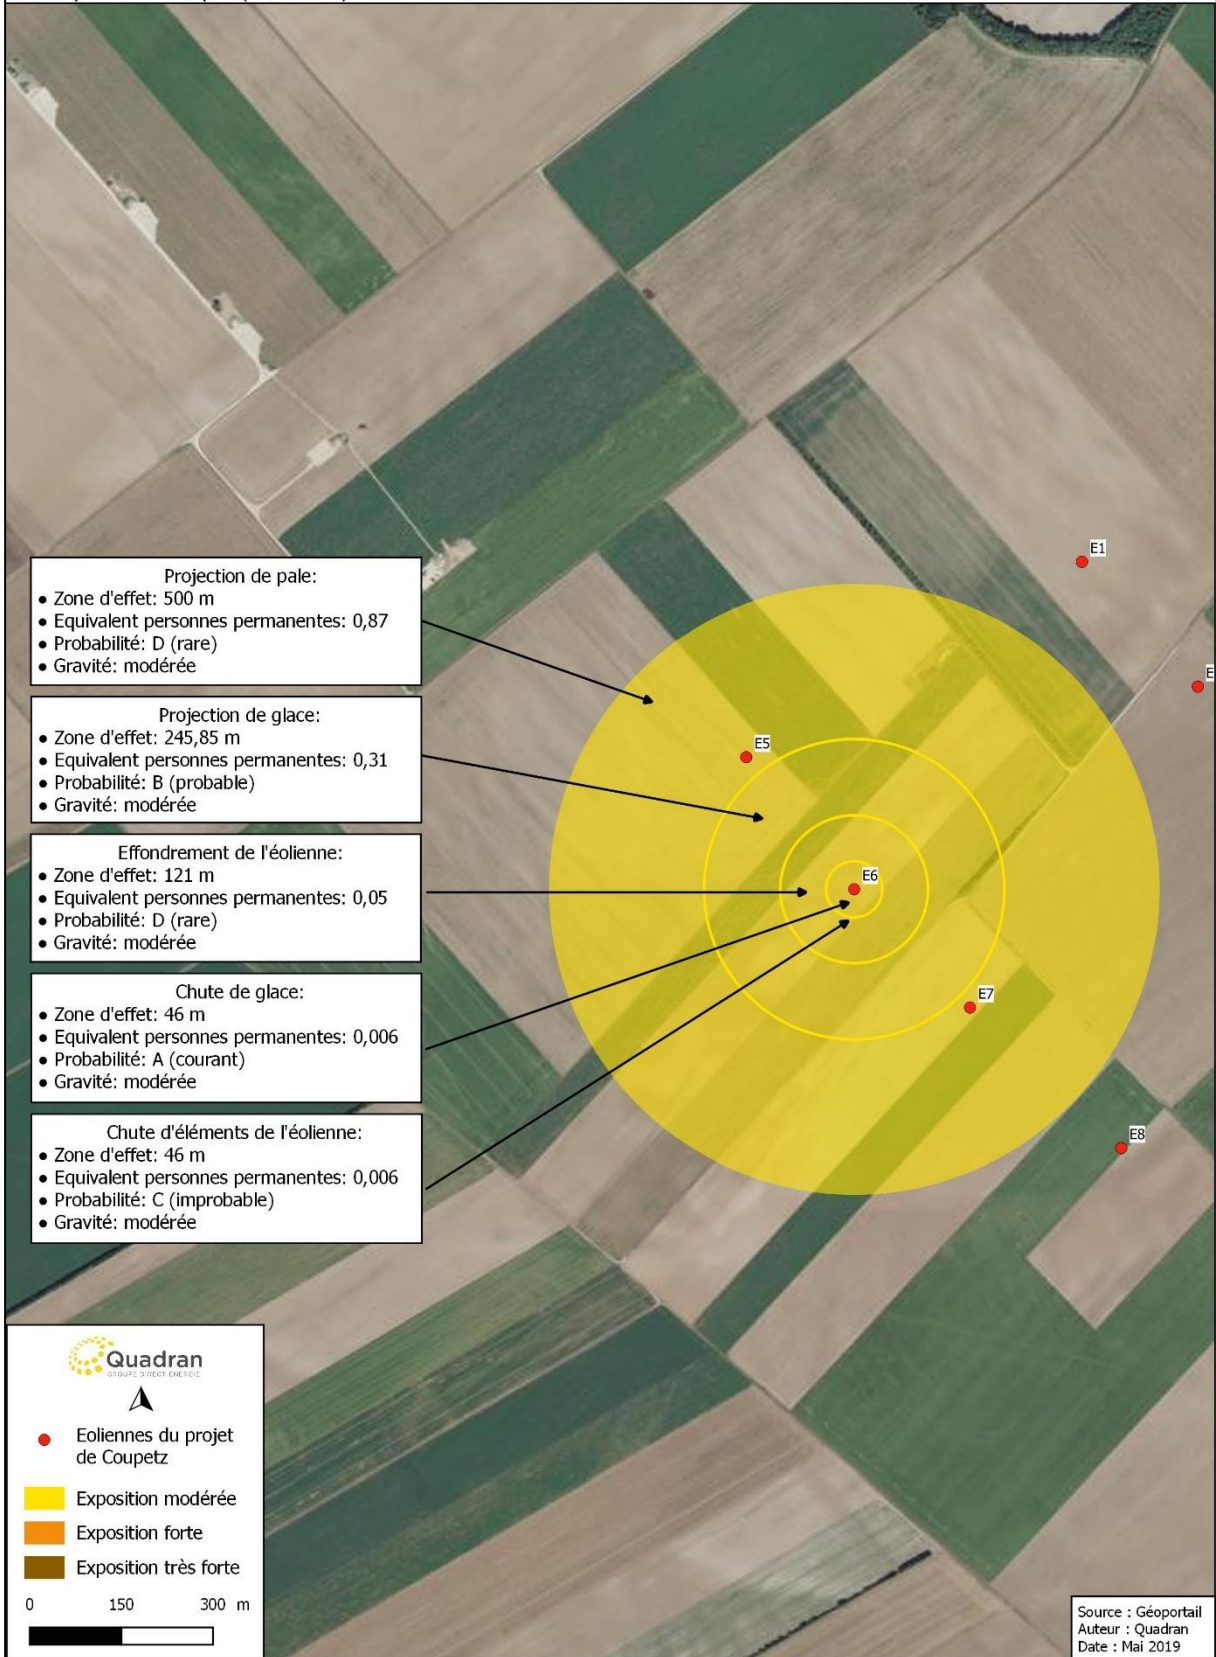 Projection de pale:
• Zone d'effet: 500 m
• Equivalent personnes permanentes: 0,87
• Probabilité: D (rare)
• Gravité: modérée
Projection de glace:
• Zone d'effet: 245,85 m
• Equivalent personnes permanentes: 0,31
• Probabilité: B (probable)
• Gravité: modérée
Effondrement de l'éolienne:
• Zone d'effet: 121 m
• Equivalent personnes permanentes: 0,05
• Probabilité: D (rare)
• Gravité: modérée
Chute de glace:
• Zone d'effet: 46 m
• Equivalent personnes permanentes: 0,006
• Probabilité: A (courant)
• Gravité: modérée
Chute d'éléments de l'éolienne:
• Zone d'effet: 46 m
• Equivalent personnes permanentes: 0,006
• Probabilité: C (improbable)
• Gravité: modérée
E1
E
E5
E6
E7
E8
Quadran
GROUPE DIRECT ENERGIE
Eoliennes du projet
de Coupetz
Exposition modérée
Exposition forte
Exposition très forte
0 150 300 m
Source : Géoportail
Auteur : Quadran
Date : Mai 2019